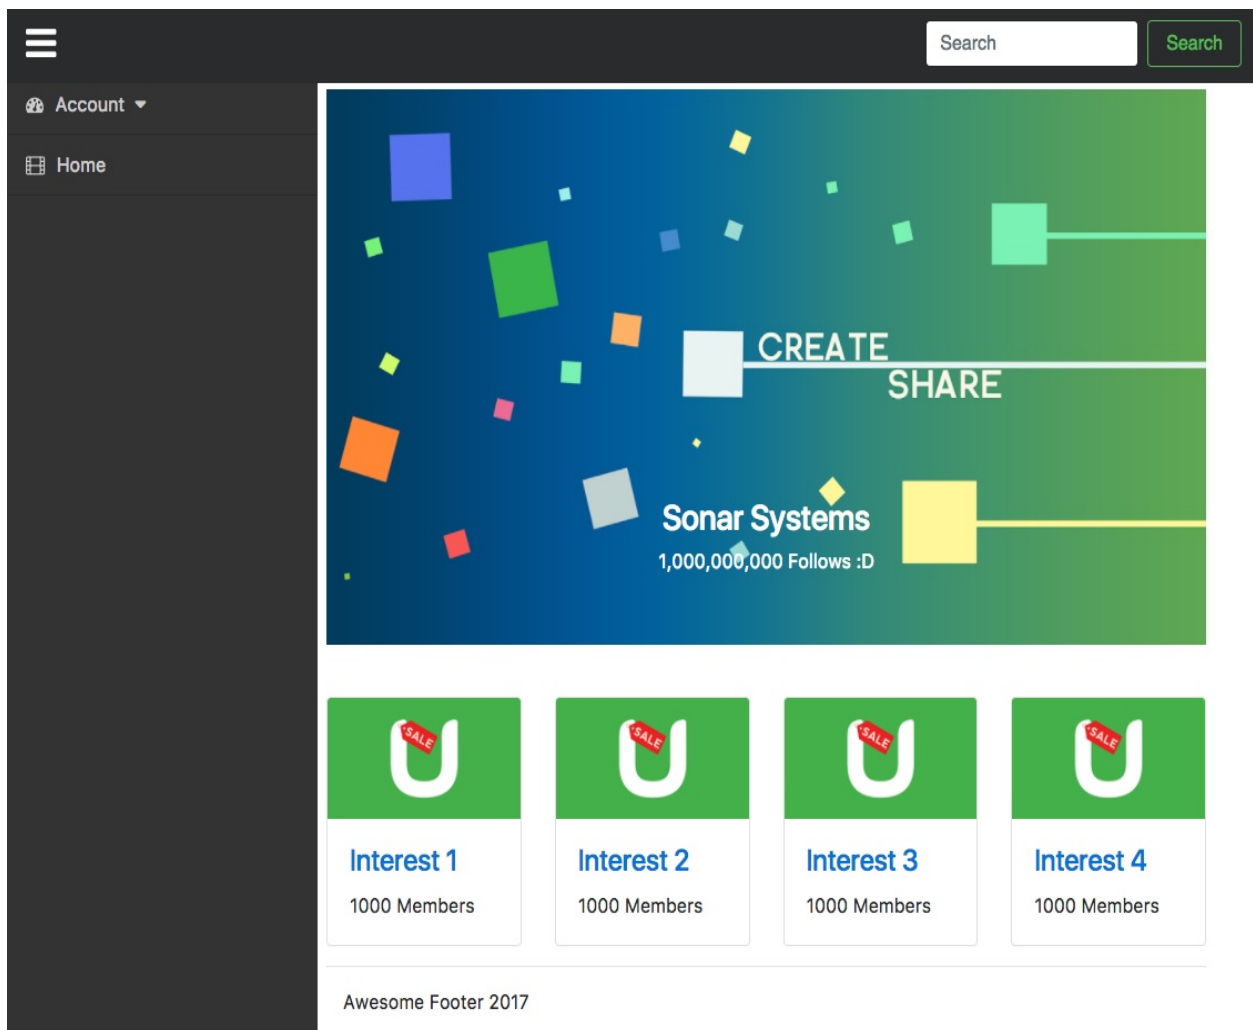 Search
Search
Account
Home
CREATE
SHARE
Sonar Systems
1,000,000,000 Follows :D
SALE
SALE
SALE
SALE
Interest 1
Interest 2
Interest 3
Interest 4
1000 Members
1000 Members
1000 Members
1000 Members
Awesome Footer 2017